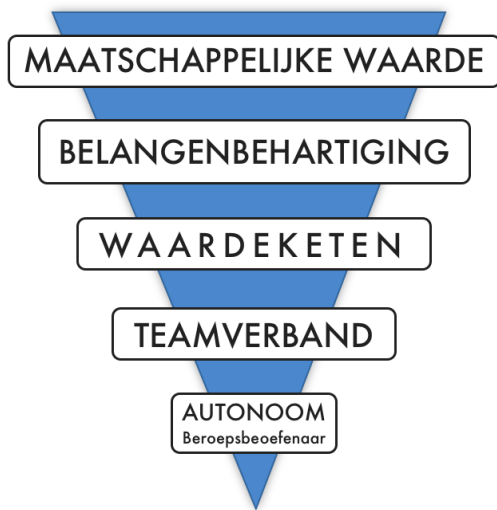 MAATSCHAPPELIJKE WAARDE
BELANGENBEHARTIGING
WAARDEKETEN
TEAMVERBAND
AUTONOOM
Beroepsbeoefenaar